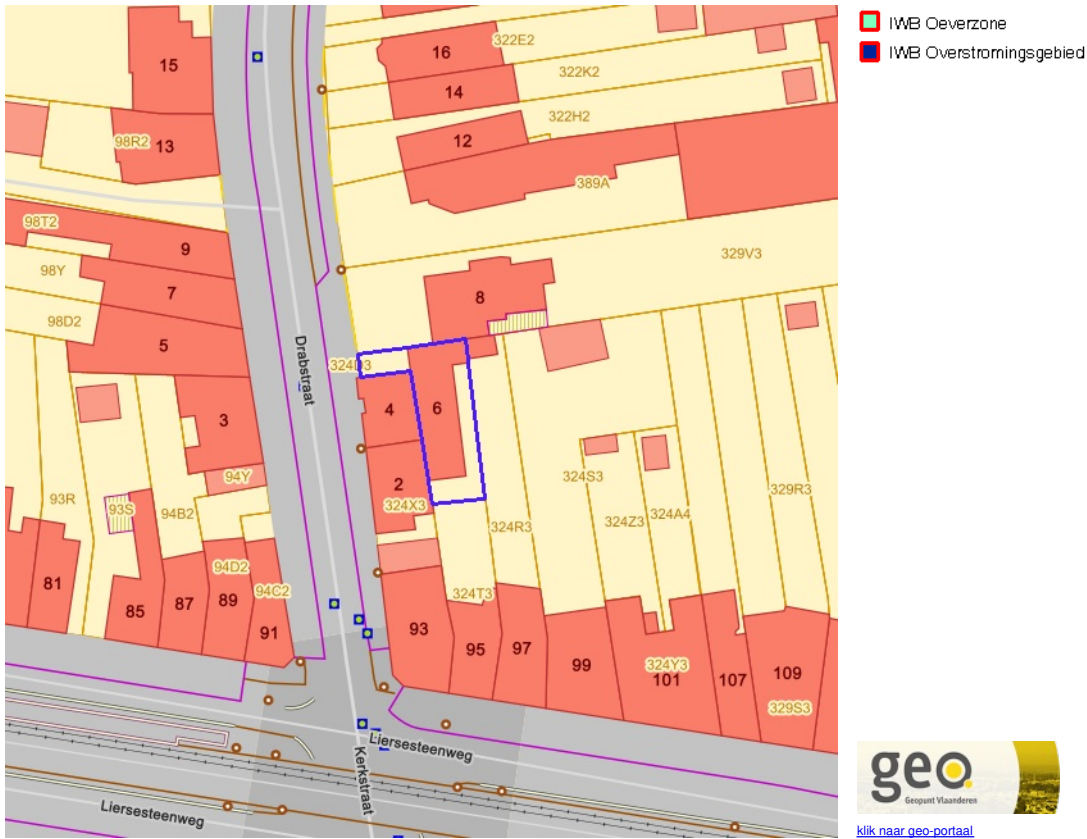 IWB Oeverzone
IWB Overstromingsgebied
15
98R2
13
98T2
9
98Y
7
98D2
5
3
94Y
93R
93S
94B2
94D2
94C2
81
85
87
89
91
Drabstraat
16
322E2
14
322K2
322H2
12
389A
329V3
8
324D3
4
6
2
324X3
324R3
324S3
324Z3
324A4
329R3
324T3
93
95
97
99
324Y3
101
107
109
329S3
Liersesteenweg
Kerkstraat
Liersesteenweg
geo
Geopunt Vlaanderen
klik naar geo-portaal